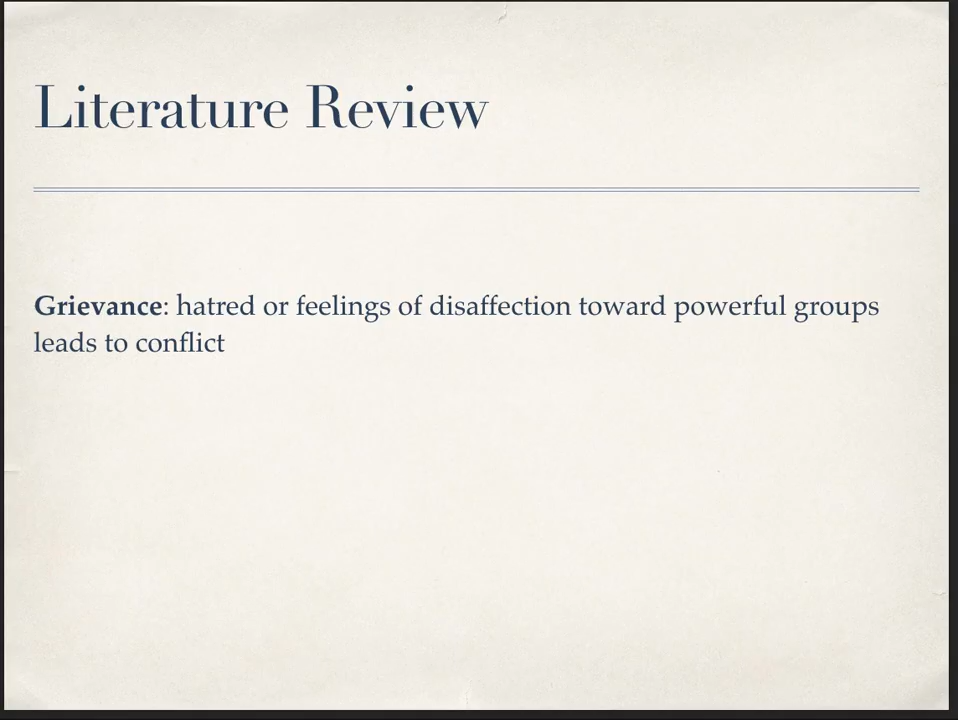 Literature Review
Grievance: hatred or feelings of disaffection toward powerful groups
leads to conflict